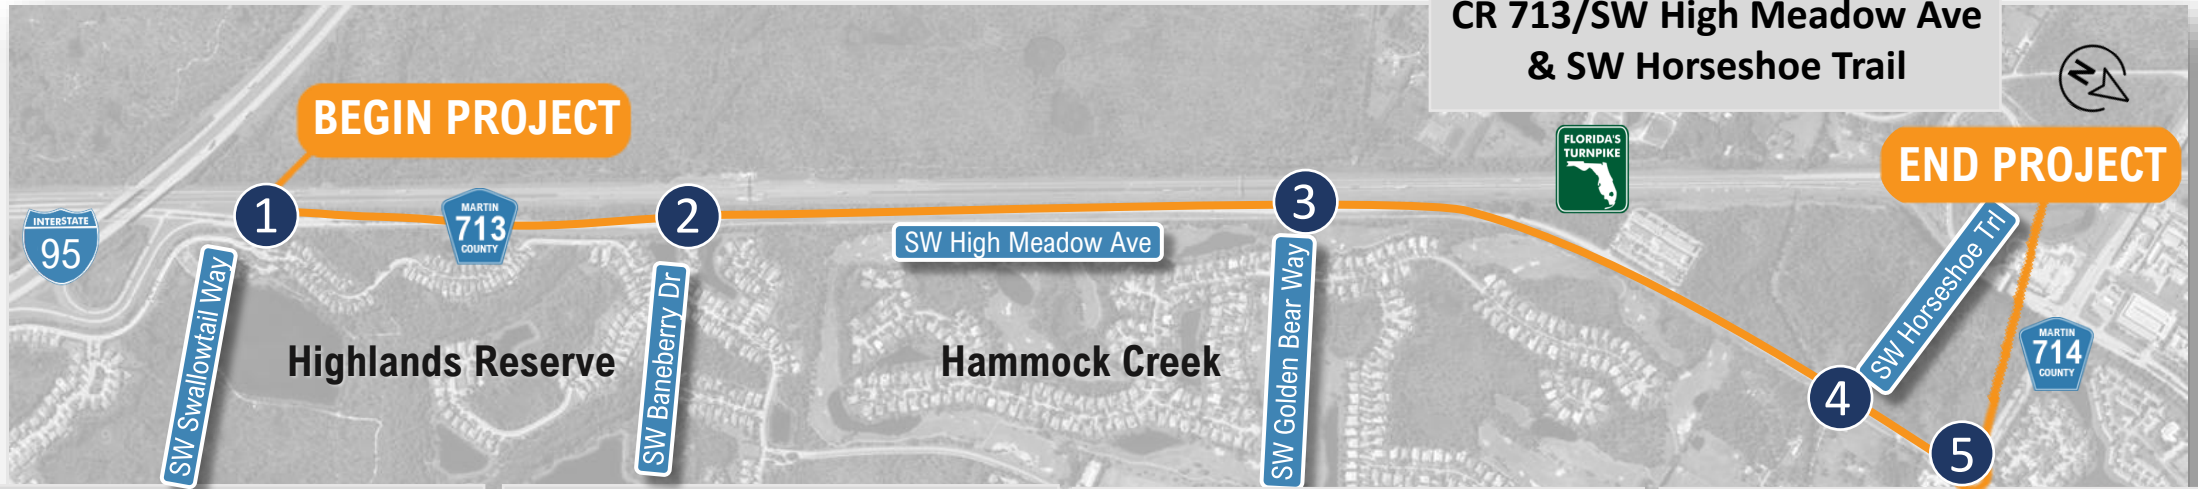 CR 713/SW High Meadow Ave
& SW Horseshoe Trail
N
BEGIN PROJECT
FLORIDA'S
TURNPIKE
END PROJECT
INTERSTATE
95
1
MARTIN
713
COUNTY
2
3
SW High Meadow Ave
SW Swallowtail Way
SW Baneberry Dr
SW Golden Bear Way
SW Horseshoe Trl
Highlands Reserve
Hammock Creek
MARTIN
714
COUNTY
4
5